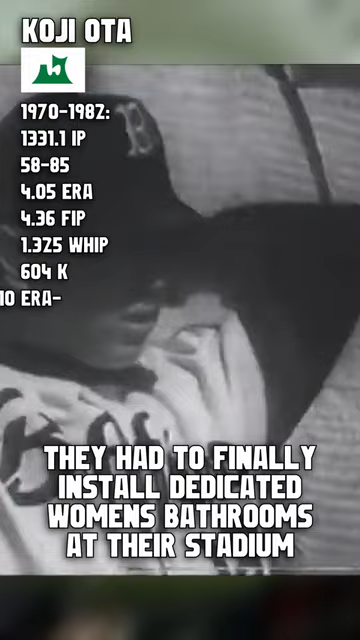 KOJI OTA
1970-1982:
1331.1 IP
58-85
4.05 ERA
4.36 FIP
1.325 WHIP
604 K
10 ERA-
B
THEY HAD TO FINALLY
INSTALL DEDICATED
WOMENS BATHROOMS
AT THEIR STADIUM